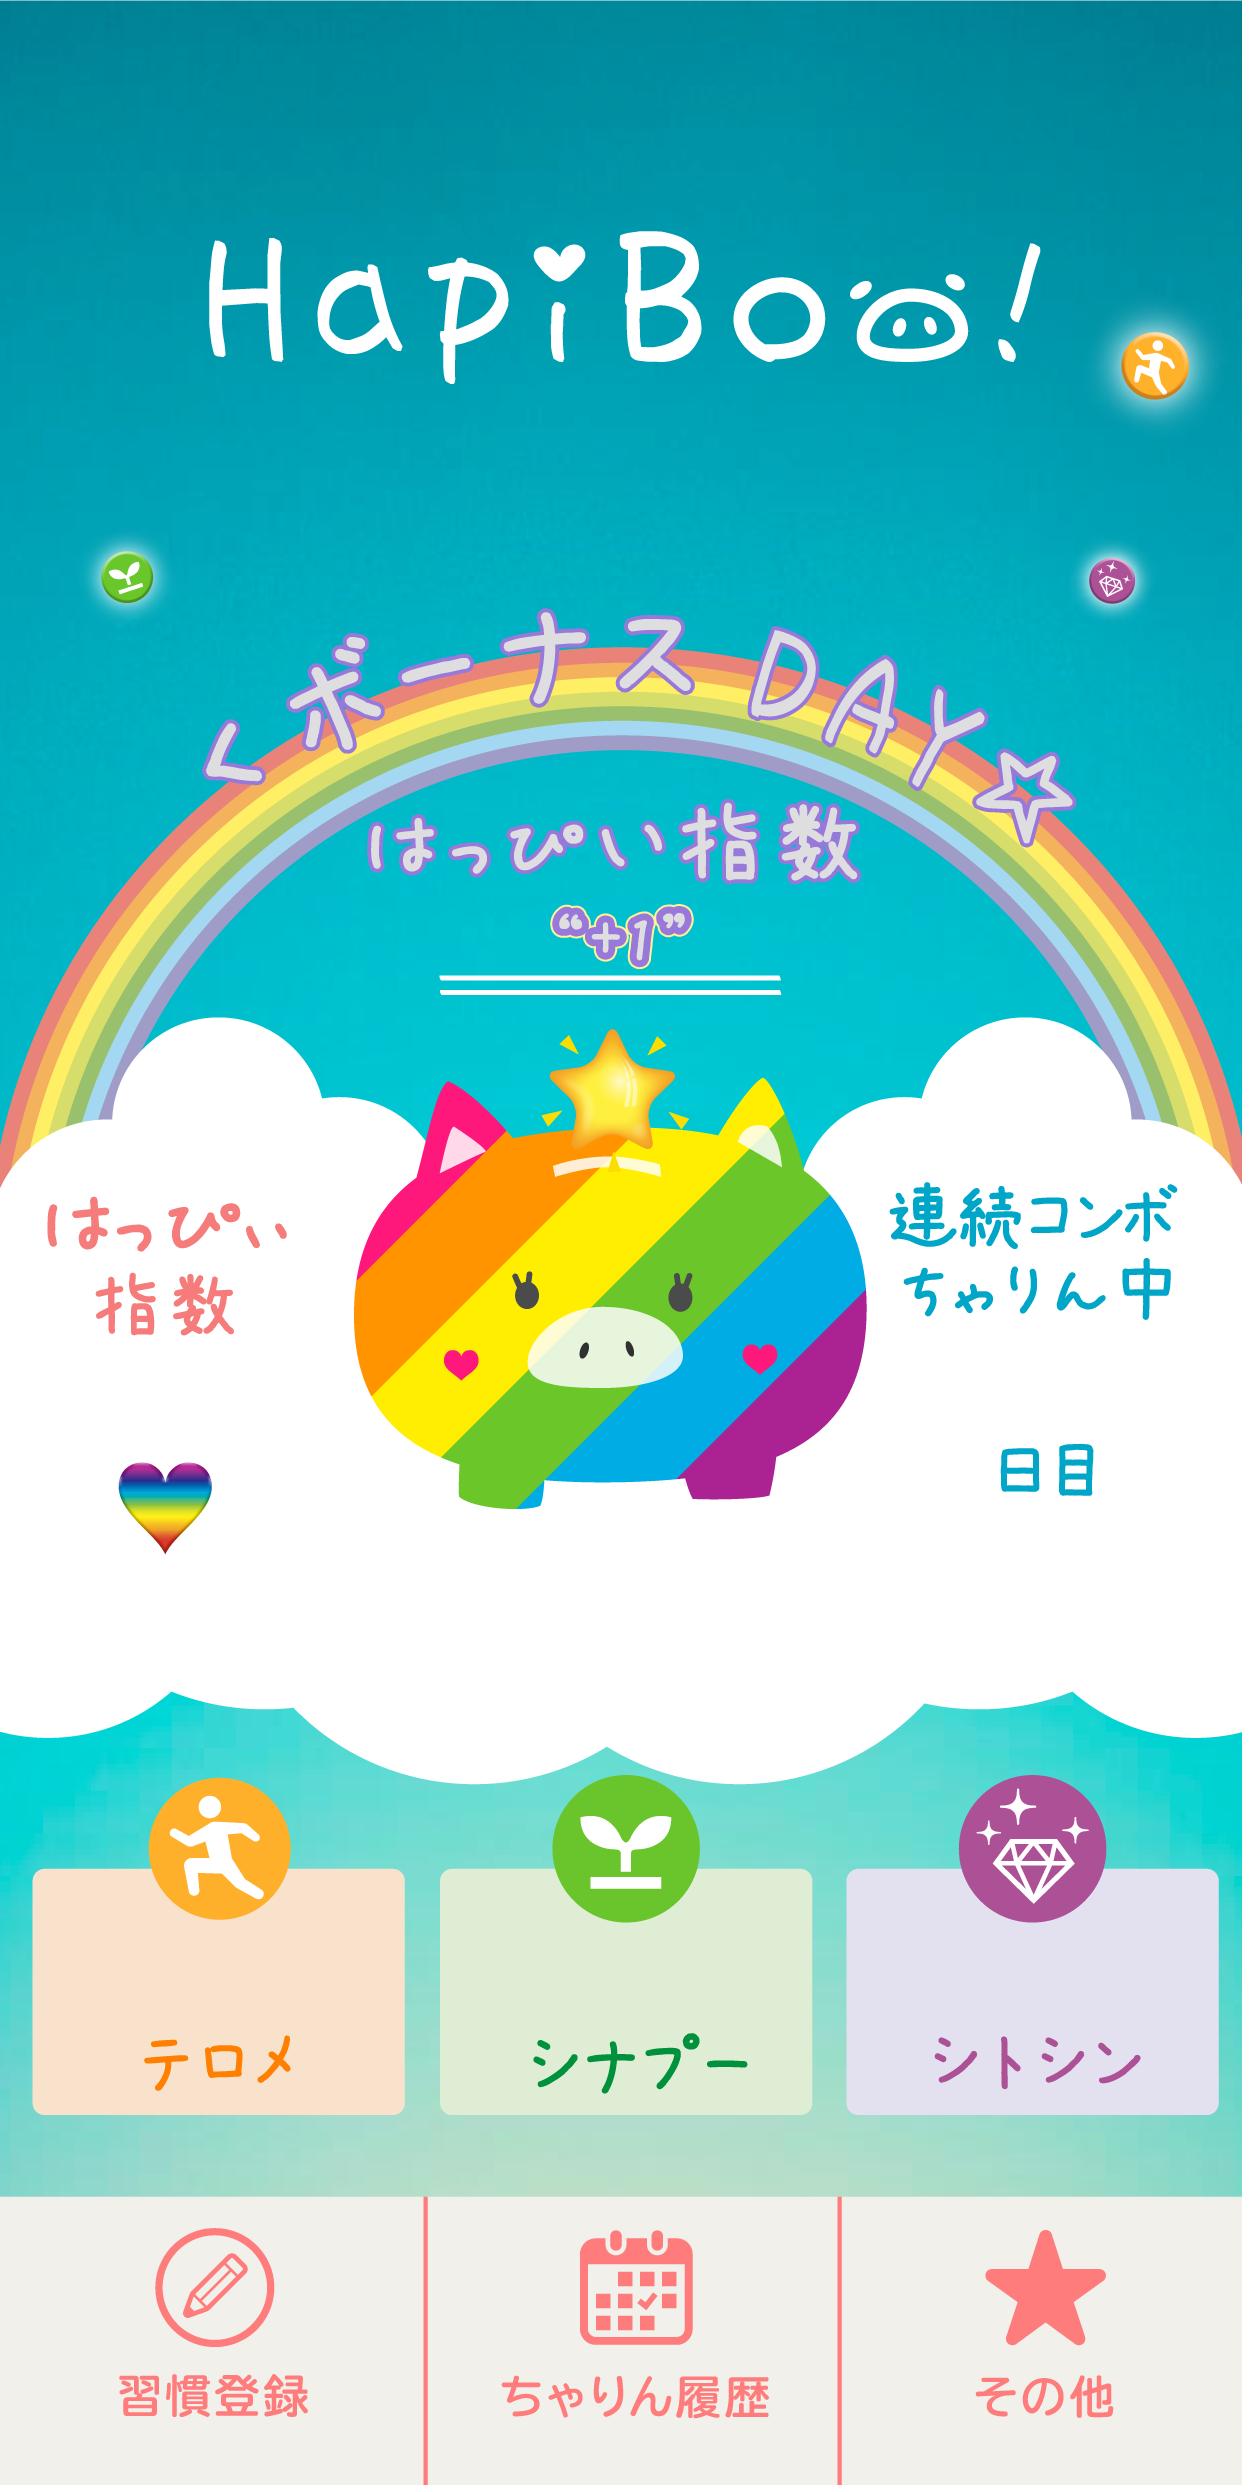 HapiBoo!
＜ボーナスDAY☆
はっぴぃ指数
“+1”
はっぴぃ
指数
連続コンボ
ちゃりん中
日目
テロメ
シナプー
シトシン
習慣登録
ちゃりん履歴
その他